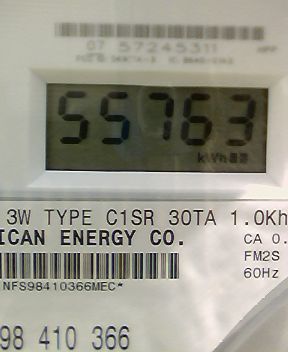 07 57245311
55763
kWh
3W TYPE C1SR 30TA 1.0Kh
ICAN ENERGY CO.
CA 0.
FM2S
60Hz
NFS98410366MEC*
98 410 366